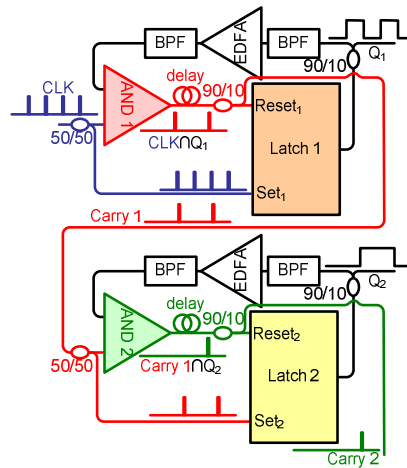 BPF
EDFA
BPF
Q1
90/10
CLK
AND 1
delay
90/10
Reset1
50/50
CLK∩Q1
Latch 1
Set1
Carry 1
BPF
EDFA
BPF
Q2
90/10
AND 2
delay
90/10
Reset2
50/50
Carry 1∩Q2
Latch 2
Set2
Carry 2